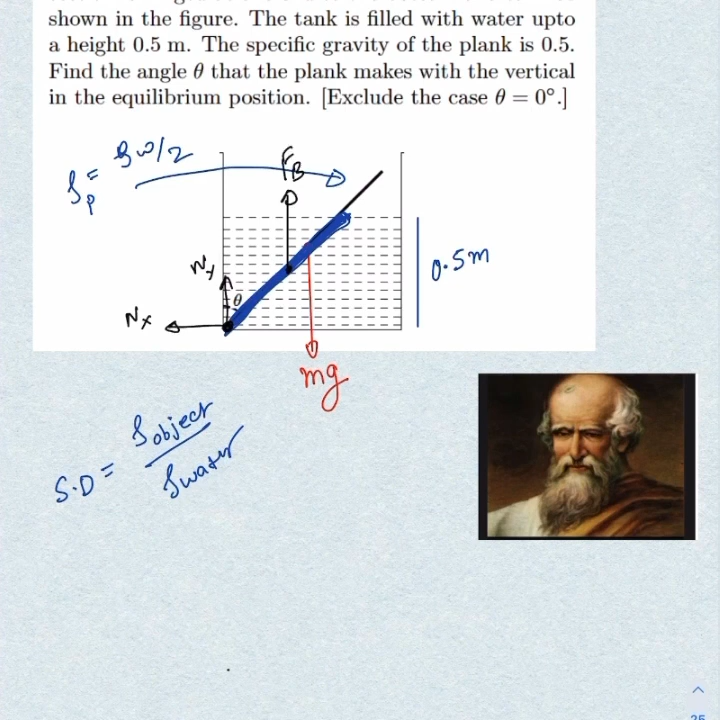 shown in the figure. The tank is filled with water upto
a height 0.5 m. The specific gravity of the plank is 0.5.
Find the angle θ that the plank makes with the vertical
in the equilibrium position. [Exclude the case θ = 0°.]
ρp = ρw/2
FB
Ny
θ
0.5m
Nx
mg
S.D = ρobject
ρwater